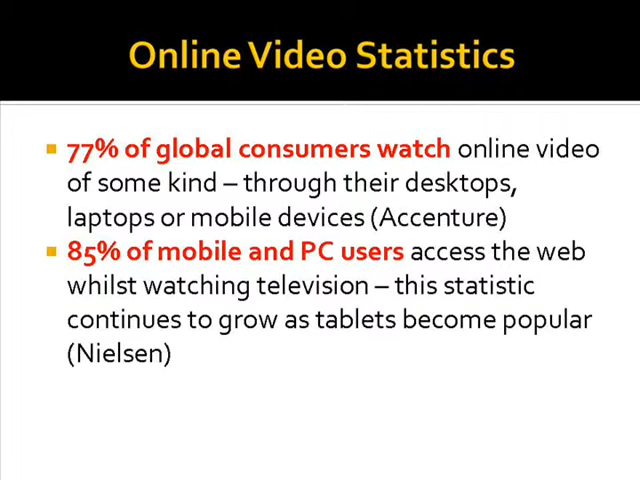 Online Video Statistics
77% of global consumers watch online video
of some kind – through their desktops,
laptops or mobile devices (Accenture)
85% of mobile and PC users access the web
whilst watching television – this statistic
continues to grow as tablets become popular
(Nielsen)